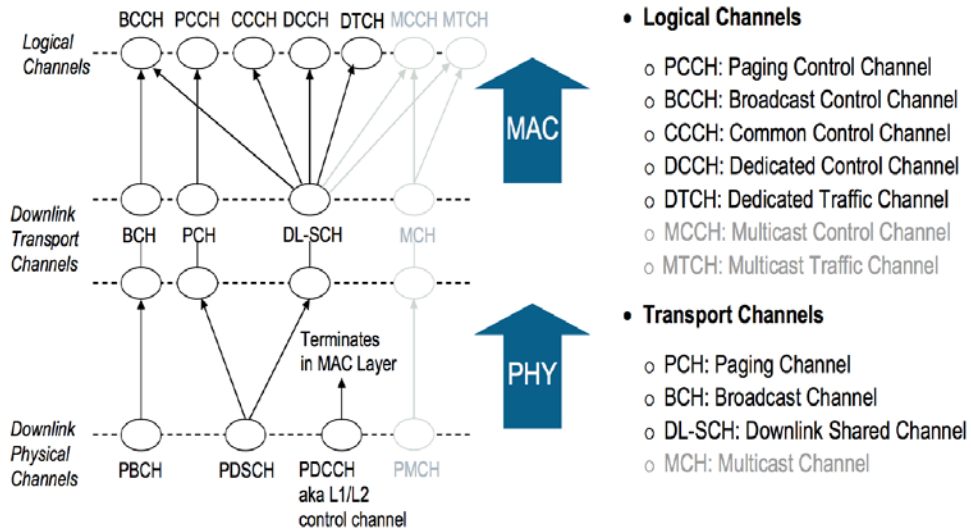 BCCH PCCH CCCH DCCH DTCH MCCH MTCH
Logical
Channels
MAC
Downlink
Transport
Channels
BCH PCH DL-SCH MCH
Terminates
in MAC Layer
PHY
Downlink
Physical
Channels
PBCH PDSCH PDCCH PMCH
aka L1/L2
control channel
• Logical Channels
o PCCH: Paging Control Channel
o BCCH: Broadcast Control Channel
o CCCH: Common Control Channel
o DCCH: Dedicated Control Channel
o DTCH: Dedicated Traffic Channel
o MCCH: Multicast Control Channel
o MTCH: Multicast Traffic Channel
• Transport Channels
o PCH: Paging Channel
o BCH: Broadcast Channel
o DL-SCH: Downlink Shared Channel
o MCH: Multicast Channel